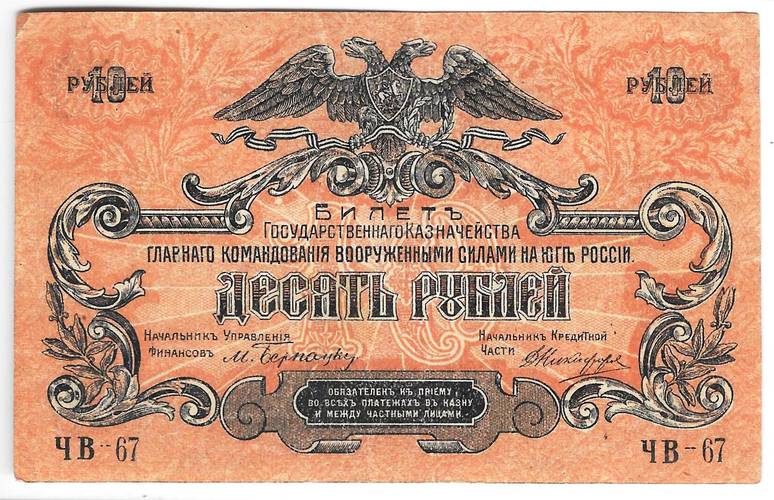 10 РУБЛЕЙ
10 РУБЛЕЙ
БИЛЕТЪ
ГОСУДАРСТВЕННАГО КАЗНАЧЕЙСТВА
ГЛАВНАГО КОМАНДОВАНІЯ ВООРУЖЕННЫМИ СИЛАМИ НА ЮГѢ РОССІИ.
ДЕСЯТЬ РУБЛЕЙ
НАЧАЛЬНИКЪ УПРАВЛЕНІЯ
ФИНАНСОВЪ
НАЧАЛЬНИКЪ КРЕДИТНОЙ
ЧАСТИ
ОБЯЗАТЕЛЕНЪ КЪ ПРІЕМУ
ВО ВСѢХЪ ПЛАТЕЖАХЪ ВЪ КАЗНУ
И МЕЖДУ ЧАСТНЫМИ ЛИЦАМИ.
ЧВ-67
ЧВ-67